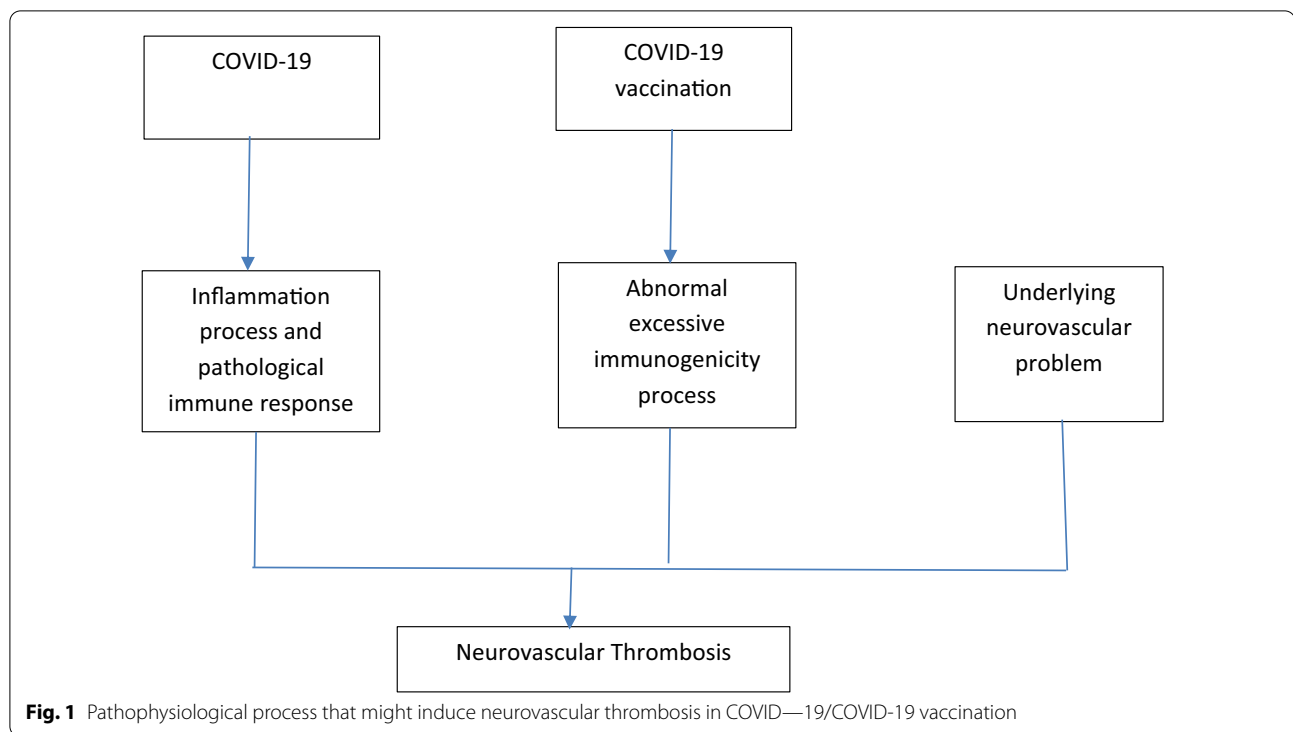 COVID-19
COVID-19
vaccination
Inflammation
process and
pathological
immune response
Abnormal
excessive
immunogenicity
process
Underlying
neurovascular
problem
Neurovascular Thrombosis
Fig. 1 Pathophysiological process that might induce neurovascular thrombosis in COVID—19/COVID-19 vaccination